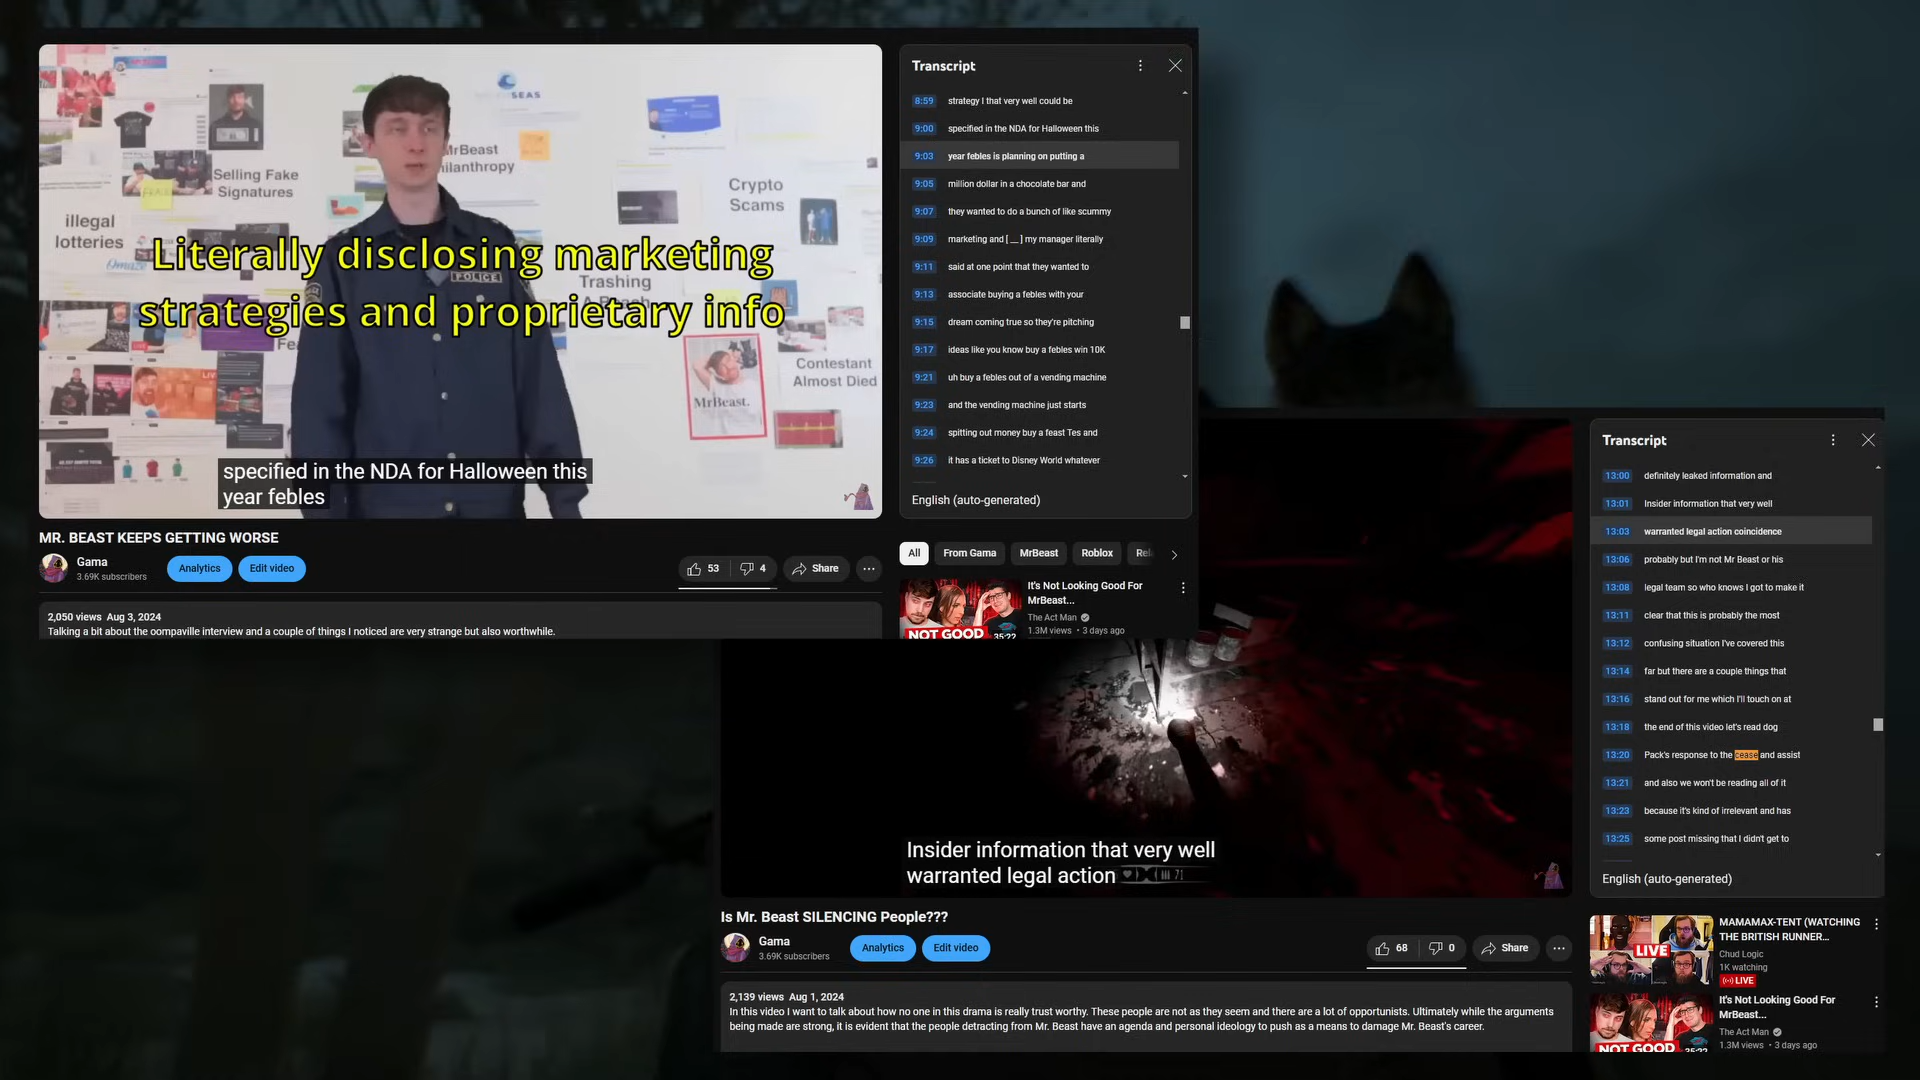 SEAS
MrBeast
hilanthropy
Selling Fake
Signatures
Crypto
Scams
illegal
lotteries
Literally disclosing marketing
POLICE
Trashing
A Beach
strategies and proprietary info
Contestant
Almost Died
MrBeast.
specified in the NDA for Halloween this
year febles
MR. BEAST KEEPS GETTING WORSE
Gama
3.69K subscribers
Analytics
Edit video
53
4
Share
2,050 views Aug 3, 2024
Talking a bit about the oompaville interview and a couple of things I noticed are very strange but also worthwhile.
Transcript
8:59 strategy I that very well could be
9:00 specified in the NDA for Halloween this
9:03 year febles is planning on putting a
9:05 million dollar in a chocolate bar and
9:07 they wanted to do a bunch of like scummy
9:09 marketing and [ __ ] my manager literally
9:11 said at one point that they wanted to
9:13 associate buying a febles with your
9:15 dream coming true so they're pitching
9:17 ideas like you know buy a febles win 10K
9:21 uh buy a febles out of a vending machine
9:23 and the vending machine just starts
9:24 spitting out money buy a feast Tes and
9:26 it has a ticket to Disney World whatever
English (auto-generated)
All
From Gama
MrBeast
Roblox
Rel
It's Not Looking Good For
MrBeast...
The Act Man
1.3M views • 3 days ago
NOT GOOD
35:22
Insider information that very well
warranted legal action
71
Is Mr. Beast SILENCING People???
Gama
3.69K subscribers
Analytics
Edit video
68
0
Share
2,139 views Aug 1, 2024
In this video I want to talk about how no one in this drama is really trust worthy. These people are not as they seem and there are a lot of opportunists. Ultimately while the arguments
being made are strong, it is evident that the people detracting from Mr. Beast have an agenda and personal ideology to push as a means to damage Mr. Beast's career.
Transcript
13:00 definitely leaked information and
13:01 Insider information that very well
13:03 warranted legal action coincidence
13:06 probably but I'm not Mr Beast or his
13:08 legal team so who knows I got to make it
13:11 clear that this is probably the most
13:12 confusing situation I've covered this
13:14 far but there are a couple things that
13:16 stand out for me which I'll touch on at
13:18 the end of this video let's read dog
13:20 Pack's response to the cease and assist
13:21 and also we won't be reading all of it
13:23 because it's kind of irrelevant and has
13:25 some post missing that I didn't get to
English (auto-generated)
LIVE
MAMAMAX-TENT (WATCHING
THE BRITISH RUNNER...
Chud Logic
1K watching
LIVE
It's Not Looking Good For
MrBeast...
The Act Man
1.3M views • 3 days ago
NOT GOOD
35:22